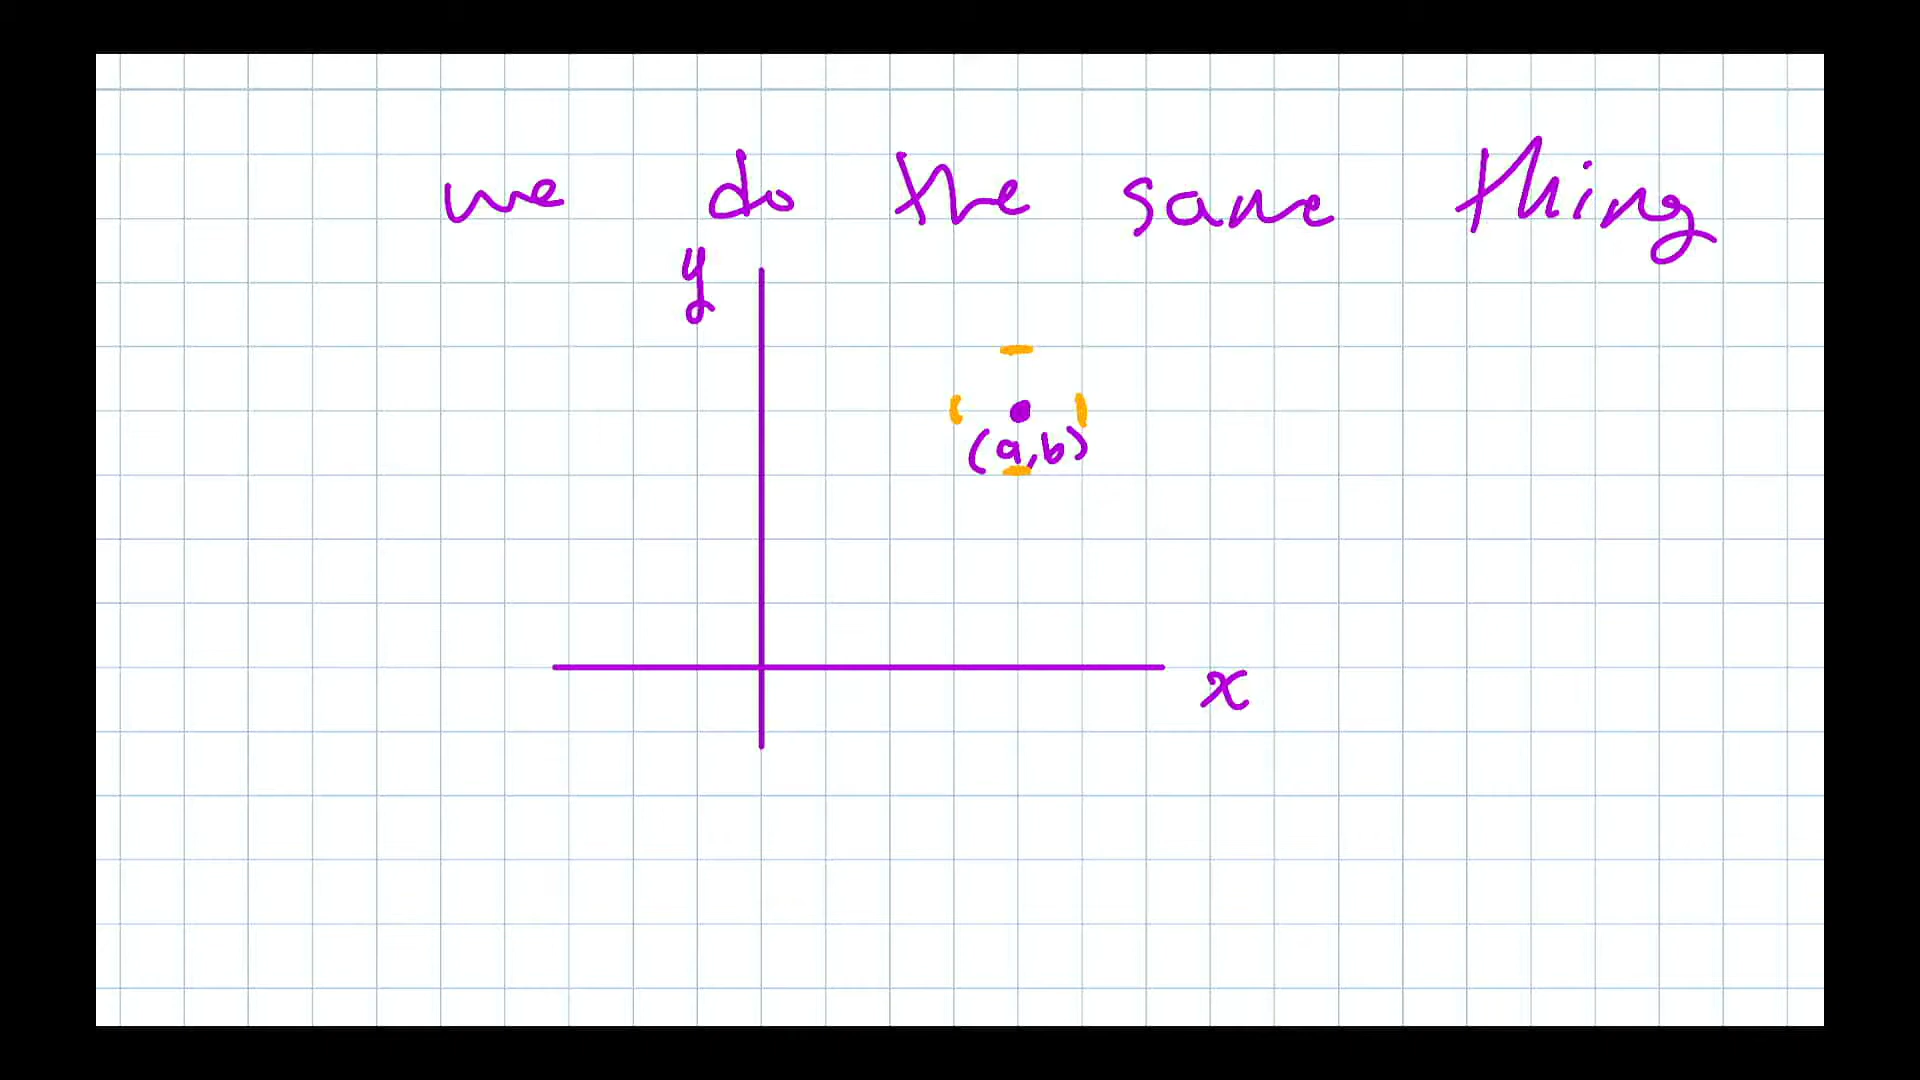 we do the same thing
y
(a,b)
x